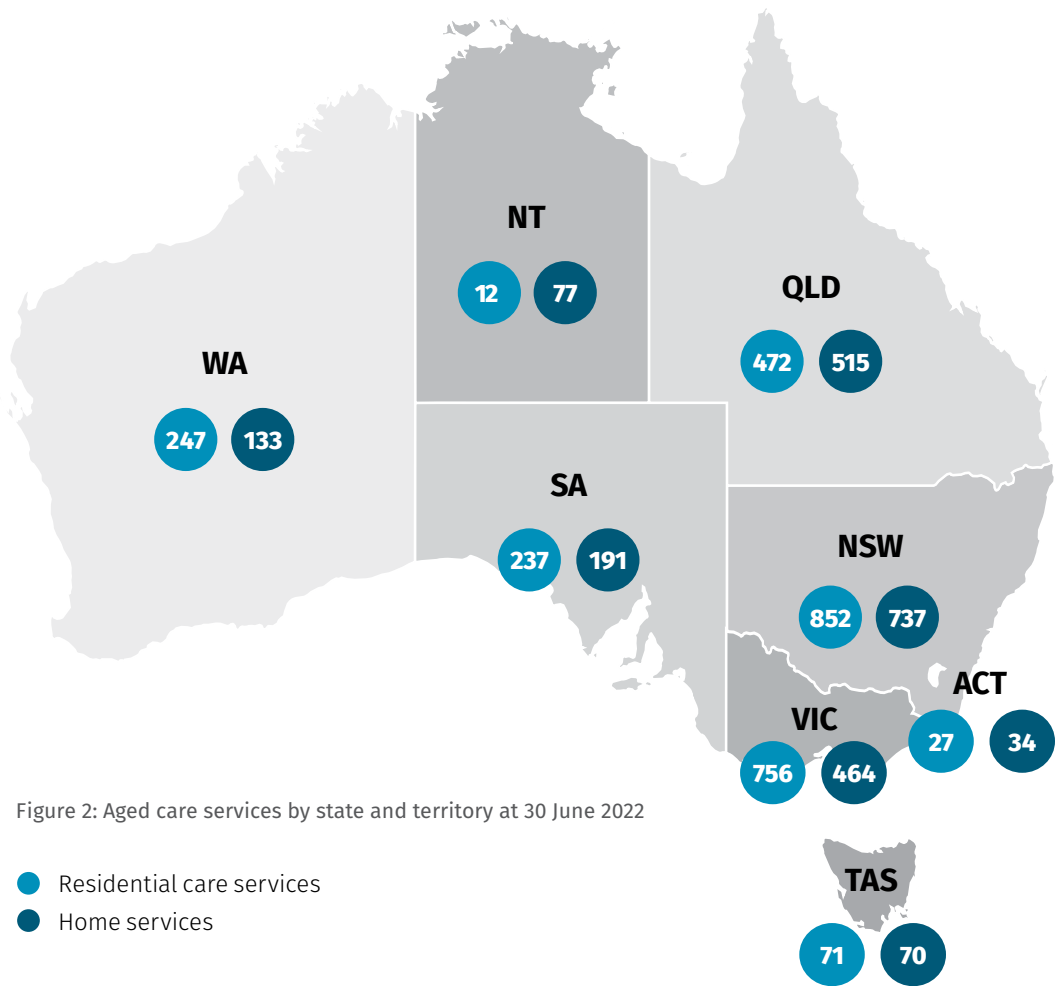 NT
12 77
QLD
472 515
WA
247 133
SA
237 191
NSW
852 737
ACT
27 34
VIC
756 464
Figure 2: Aged care services by state and territory at 30 June 2022
Residential care services
Home services
TAS
71 70